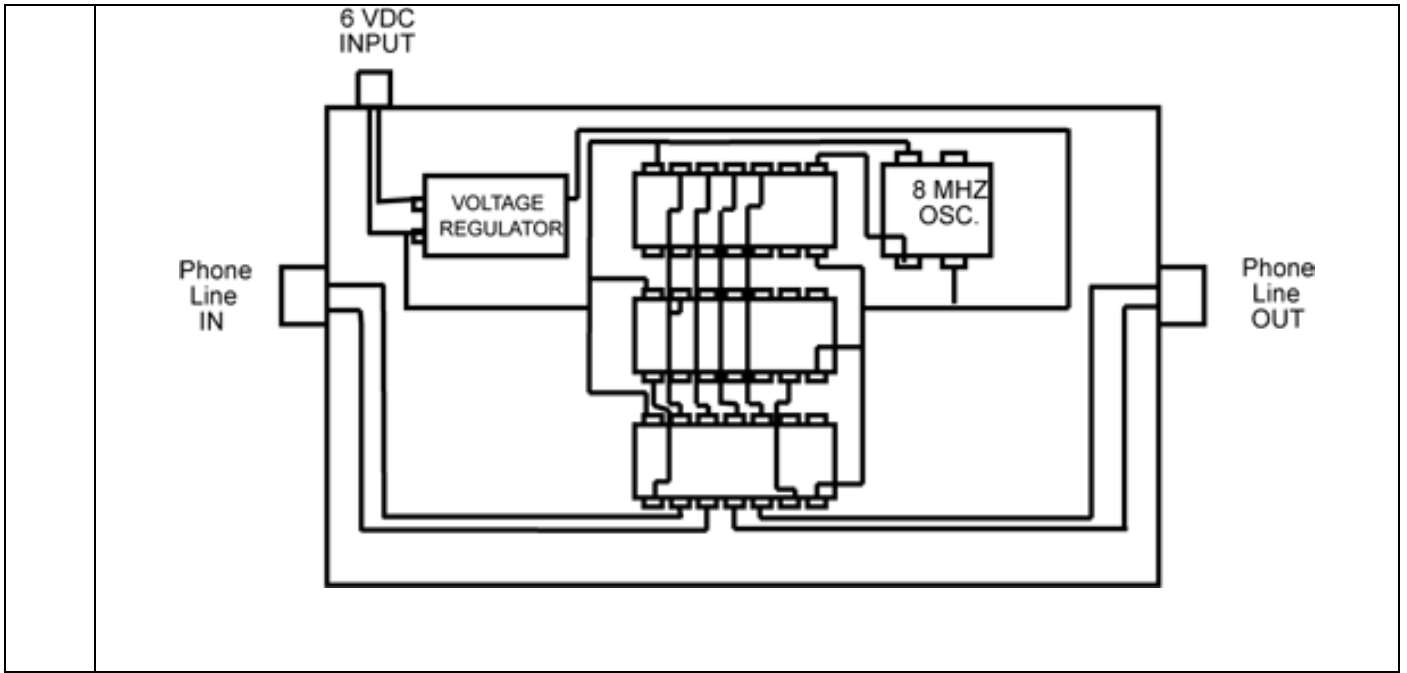 6 VDC
INPUT
VOLTAGE
REGULATOR
8 MHZ
OSC.
Phone
Line
IN
Phone
Line
OUT